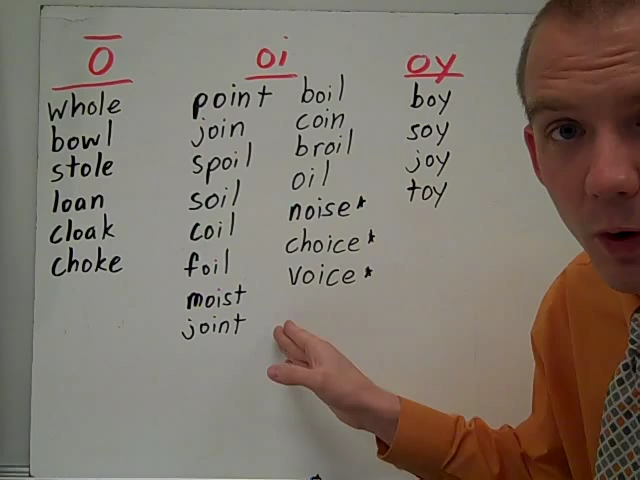 ō
whole
bowl
stole
loan
cloak
choke
oi
point
join
spoil
soil
coil
foil
moist
joint
boil
coin
broil
oil
noise*
choice*
voice*
oy
boy
soy
joy
toy